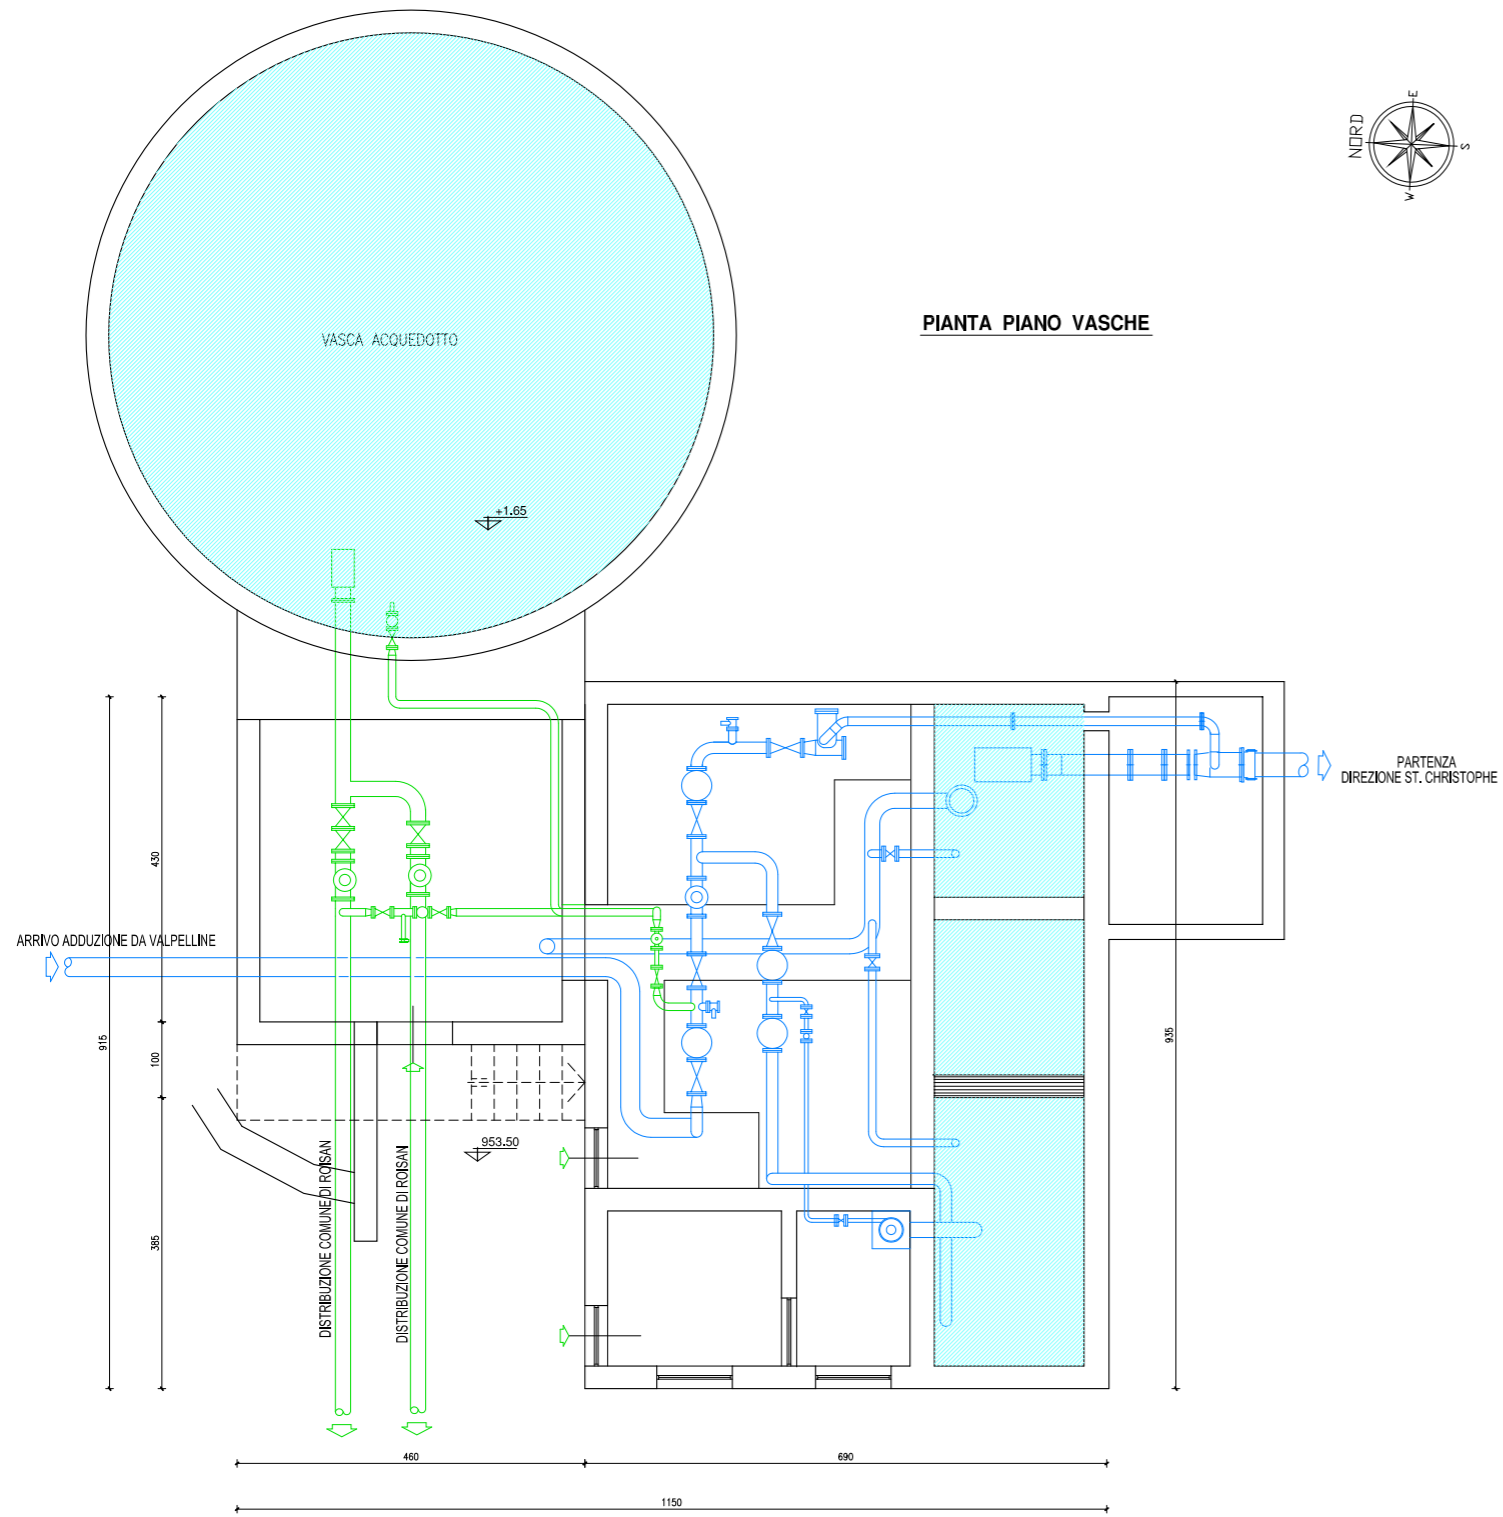 E
NORD
S
W
PIANTA PIANO VASCHE
VASCA ACQUEDOTTO
+1.65
PARTENZA
DIREZIONE ST. CHRISTOPHE
430
ARRIVO ADDUZIONE DA VALPELLINE
915
100
935
953.50
385
DISTRIBUZIONE COMUNE DI ROISAN
DISTRIBUZIONE COMUNE DI ROISAN
460
690
1150